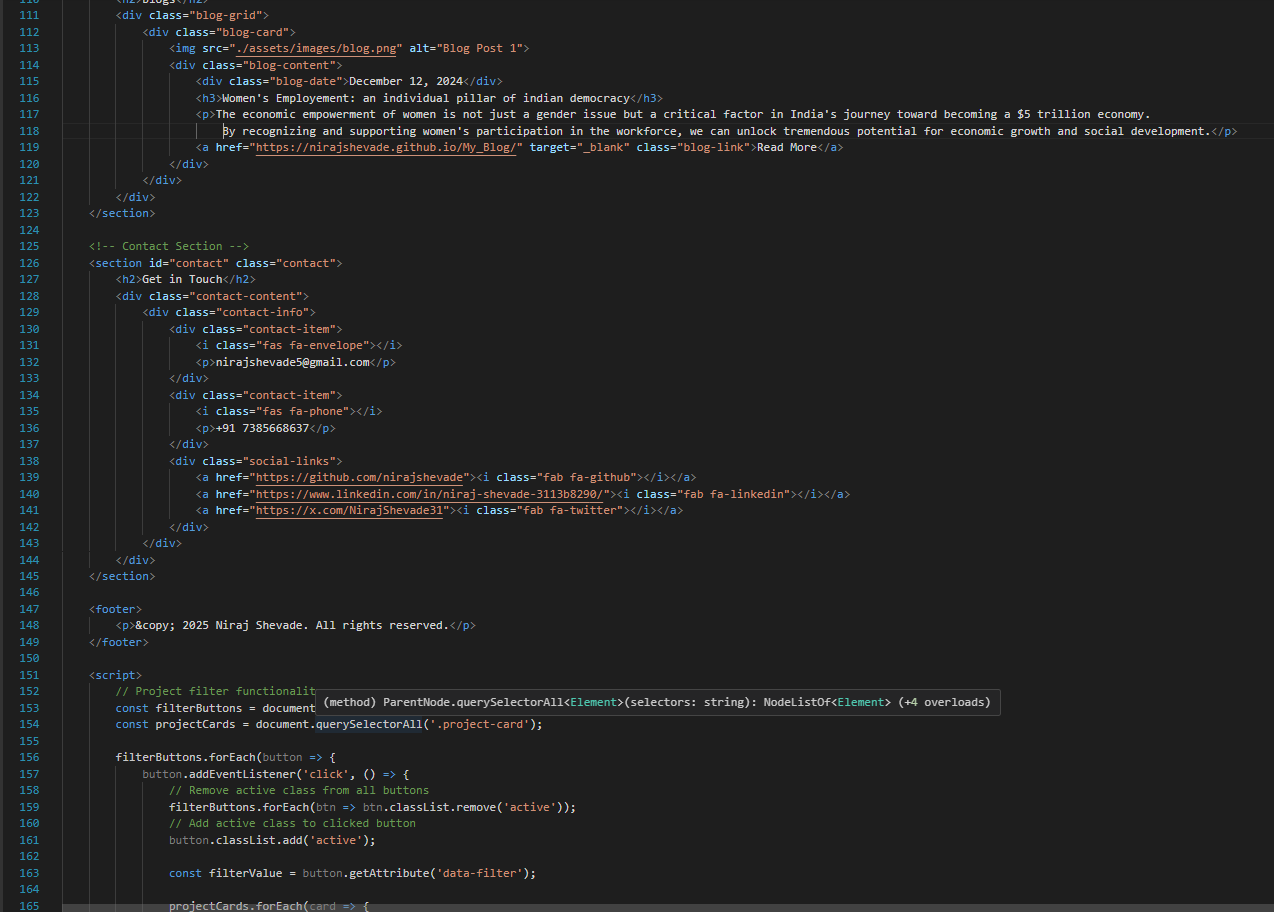 110 <h2>Blogs</h2>
111 <div class="blog-grid">
112 <div class="blog-card">
113 <img src="./assets/images/blog.png" alt="Blog Post 1">
114 <div class="blog-content">
115 <div class="blog-date">December 12, 2024</div>
116 <h3>Women's Employement: an individual pillar of indian democracy</h3>
117 <p>The economic empowerment of women is not just a gender issue but a critical factor in India's journey toward becoming a $5 trillion economy.
118 By recognizing and supporting women's participation in the workforce, we can unlock tremendous potential for economic growth and social development.</p>
119 <a href="https://nirajshevade.github.io/My_Blog/" target="_blank" class="blog-link">Read More</a>
120 </div>
121 </div>
122 </div>
123 </section>
124
125 <!-- Contact Section -->
126 <section id="contact" class="contact">
127 <h2>Get in Touch</h2>
128 <div class="contact-content">
129 <div class="contact-info">
130 <div class="contact-item">
131 <i class="fas fa-envelope"></i>
132 <p>nirajshevade5@gmail.com</p>
133 </div>
134 <div class="contact-item">
135 <i class="fas fa-phone"></i>
136 <p>+91 7385668637</p>
137 </div>
138 <div class="social-links">
139 <a href="https://github.com/nirajshevade"><i class="fab fa-github"></i></a>
140 <a href="https://www.linkedin.com/in/niraj-shevade-3113b8290/"><i class="fab fa-linkedin"></i></a>
141 <a href="https://x.com/NirajShevade31"><i class="fab fa-twitter"></i></a>
142 </div>
143 </div>
144 </div>
145 </section>
146
147 <footer>
148 <p>&copy; 2025 Niraj Shevade. All rights reserved.</p>
149 </footer>
150
151 <script>
152 // Project filter functionalit
(method) ParentNode.querySelectorAll<Element>(selectors: string): NodeListOf<Element> (+4 overloads)
153 const filterButtons = document
154 const projectCards = document.querySelectorAll('.project-card');
155
156 filterButtons.forEach(button => {
157 button.addEventListener('click', () => {
158 // Remove active class from all buttons
159 filterButtons.forEach(btn => btn.classList.remove('active'));
160 // Add active class to clicked button
161 button.classList.add('active');
162
163 const filterValue = button.getAttribute('data-filter');
164
165 projectCards.forEach(card => {